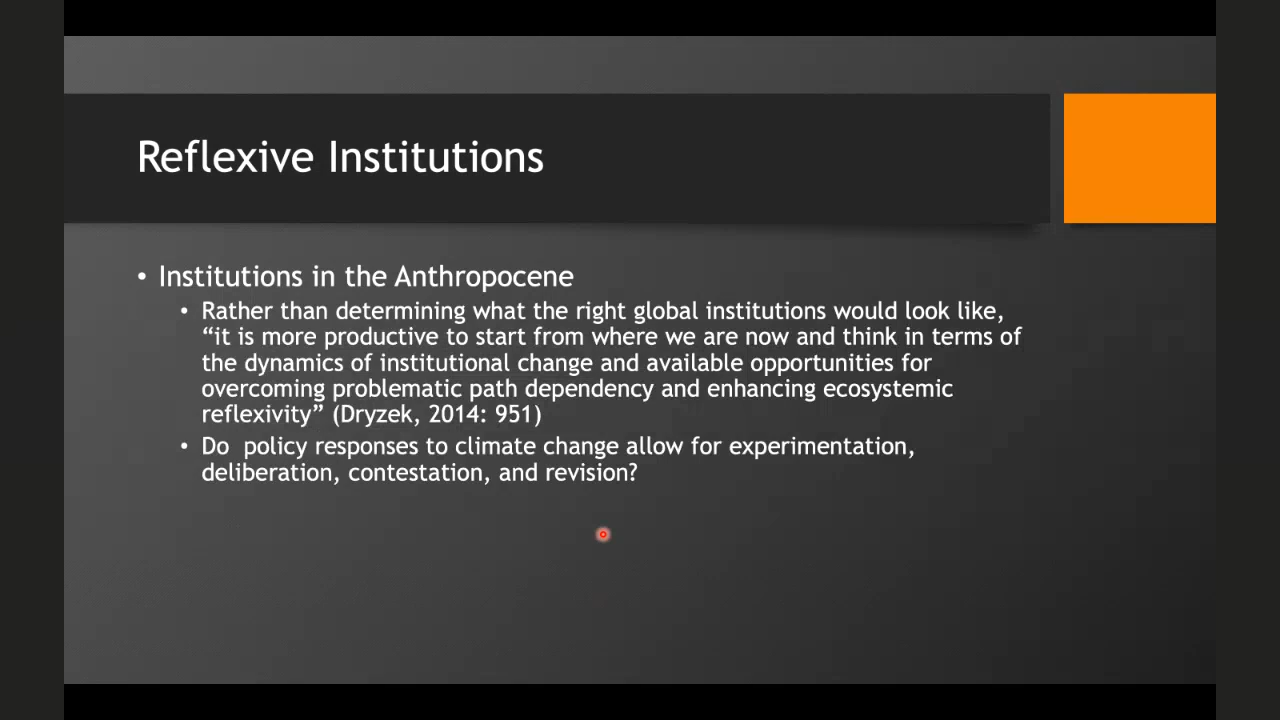 Reflexive Institutions
• Institutions in the Anthropocene
• Rather than determining what the right global institutions would look like,
“it is more productive to start from where we are now and think in terms of
the dynamics of institutional change and available opportunities for
overcoming problematic path dependency and enhancing ecosystemic
reflexivity” (Dryzek, 2014: 951)
• Do  policy responses to climate change allow for experimentation,
deliberation, contestation, and revision?